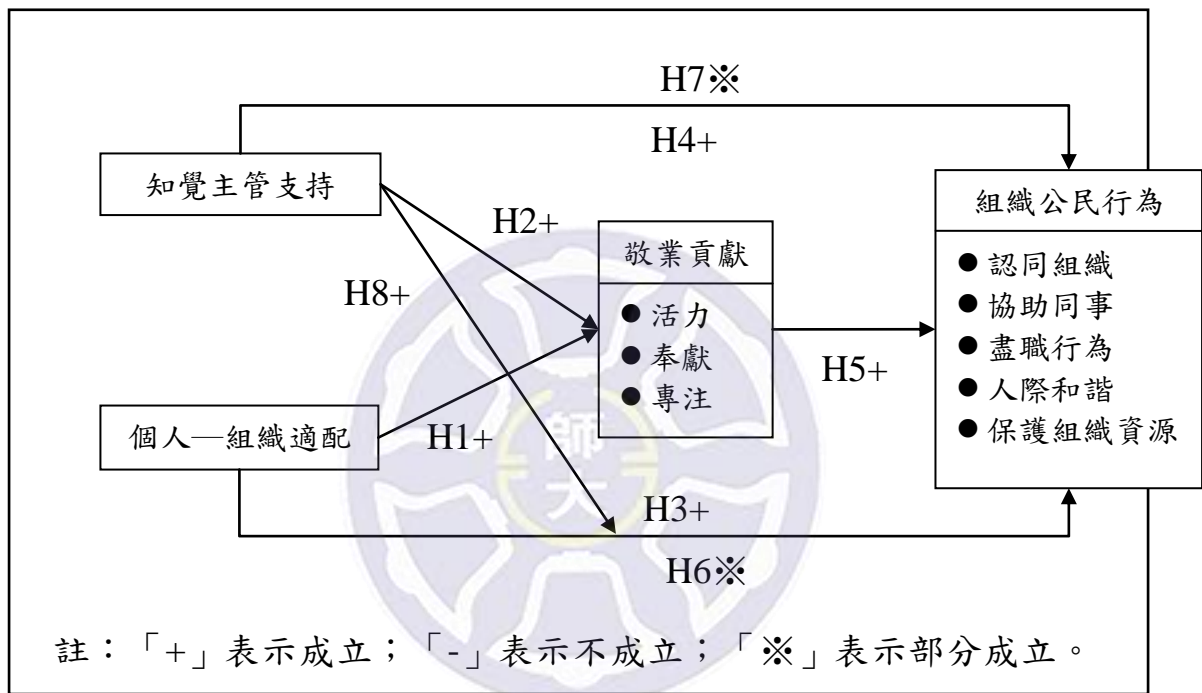 H7※
H4+
知覺主管支持
組織公民行為
H2+
敬業貢獻
● 認同組織
H8+
● 協助同事
● 活力
● 盡職行為
● 奉獻
H5+
● 人際和諧
● 專注
個人—組織適配
H1+
● 保護組織資源
師大
H3+
H6※
註：「+」表示成立；「-」表示不成立；「※」表示部分成立。